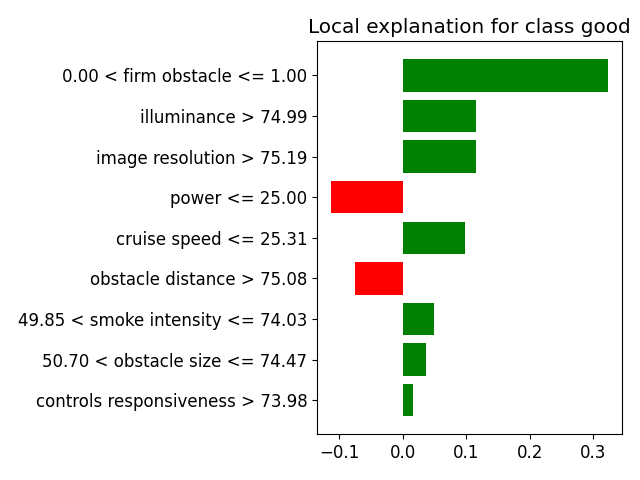 Local explanation for class good
0.00 < firm obstacle <= 1.00
illuminance > 74.99
image resolution > 75.19
power <= 25.00
cruise speed <= 25.31
obstacle distance > 75.08
49.85 < smoke intensity <= 74.03
50.70 < obstacle size <= 74.47
controls responsiveness > 73.98
−0.1 0.0 0.1 0.2 0.3